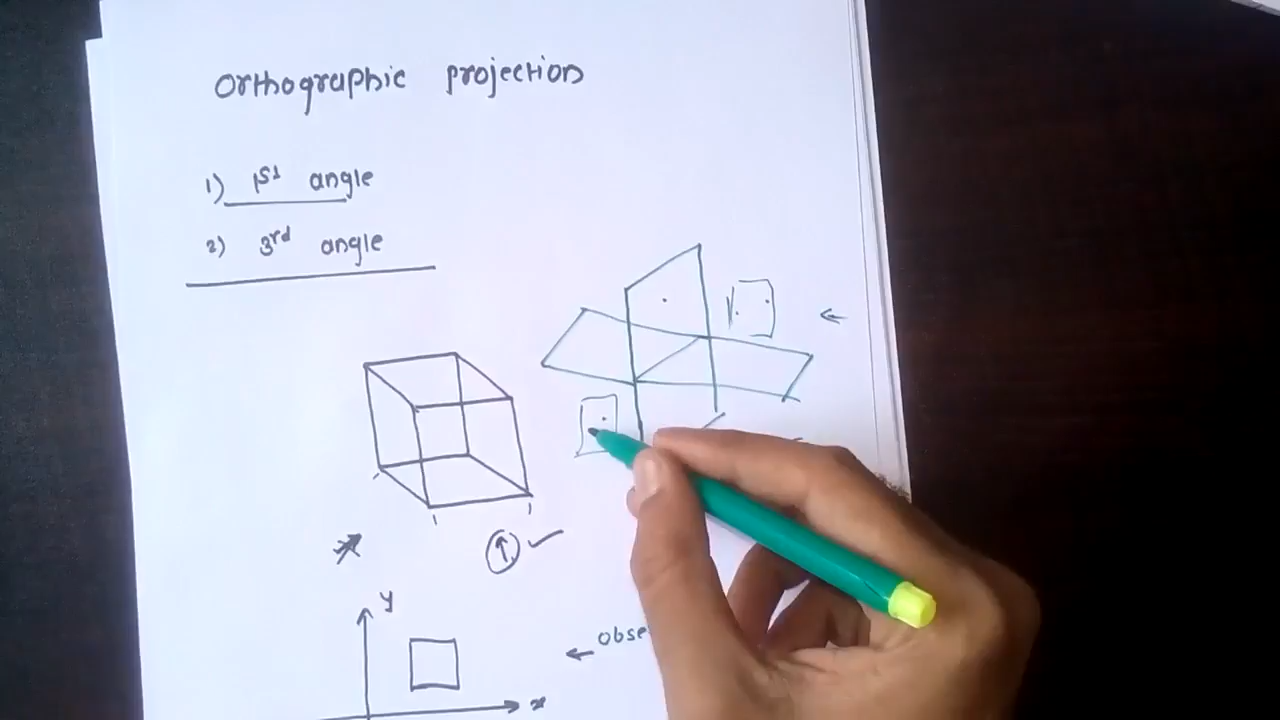 Orthographic projection
1) 1st angle
2) 3rd angle
y
x